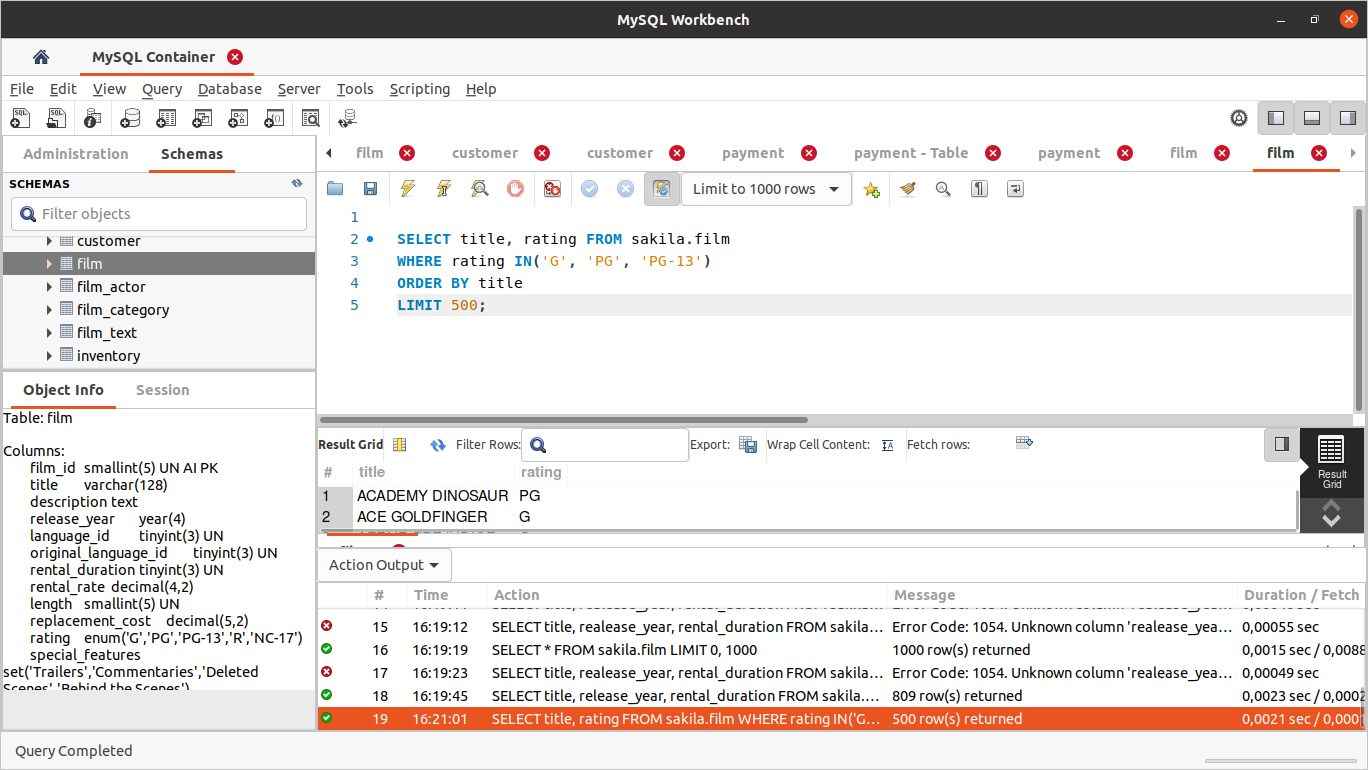 MySQL Workbench
MySQL Container
File Edit View Query Database Server Tools Scripting Help
Administration Schemas
film customer customer payment payment - Table payment film film
SCHEMAS
Filter objects
customer
film
film_actor
film_category
film_text
inventory
Limit to 1000 rows
1
2 SELECT title, rating FROM sakila.film
3 WHERE rating IN('G', 'PG', 'PG-13')
4 ORDER BY title
5 LIMIT 500;
Object Info Session
Table: film
Columns:
film_id smallint(5) UN AI PK
title varchar(128)
description text
release_year year(4)
language_id tinyint(3) UN
original_language_id tinyint(3) UN
rental_duration tinyint(3) UN
rental_rate decimal(4,2)
length smallint(5) UN
replacement_cost decimal(5,2)
rating enum('G','PG','PG-13','R','NC-17')
special_features
set('Trailers','Commentaries','Deleted
Scenes','Behind the Scenes')
Result Grid Filter Rows: Export: Wrap Cell Content: Fetch rows:
# title rating
1 ACADEMY DINOSAUR PG
2 ACE GOLDFINGER G
Result
Grid
Action Output
# Time Action Message Duration / Fetch
15 16:19:12 SELECT title, realease_year, rental_duration FROM sakila... Error Code: 1054. Unknown column 'realease_yea... 0,00055 sec
16 16:19:19 SELECT * FROM sakila.film LIMIT 0, 1000 1000 row(s) returned 0,0015 sec / 0,0088
17 16:19:23 SELECT title, realease_year, rental_duration FROM sakila... Error Code: 1054. Unknown column 'realease_yea... 0,00049 sec
18 16:19:45 SELECT title, release_year, rental_duration FROM sakila.... 809 row(s) returned 0,0023 sec / 0,0002
19 16:21:01 SELECT title, rating FROM sakila.film WHERE rating IN('G... 500 row(s) returned 0,0021 sec / 0,0001
Query Completed